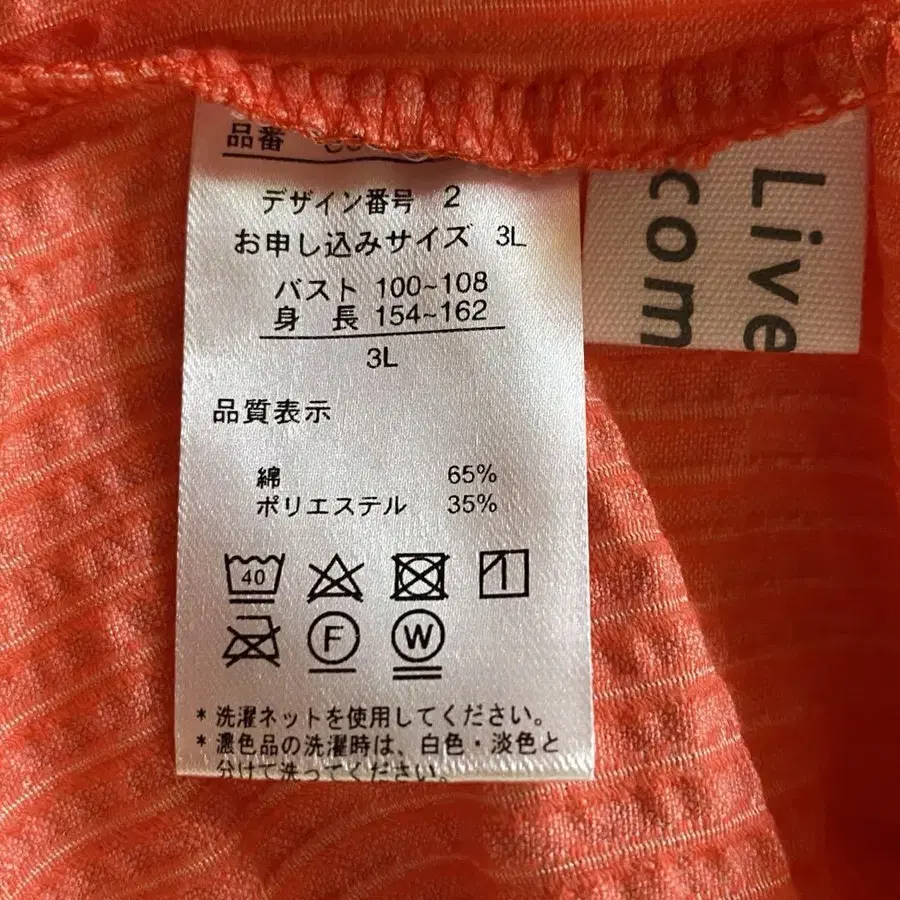 品番
デザイン番号 2
お申し込みサイズ 3L
バスト 100~108
身 長 154~162
3L
品質表示
綿 65%
ポリエステル 35%
40
F
W
* 洗濯ネットを使用してください。
* 濃色品の洗濯時は、白色・淡色と
分けて洗ってください。
Live
com